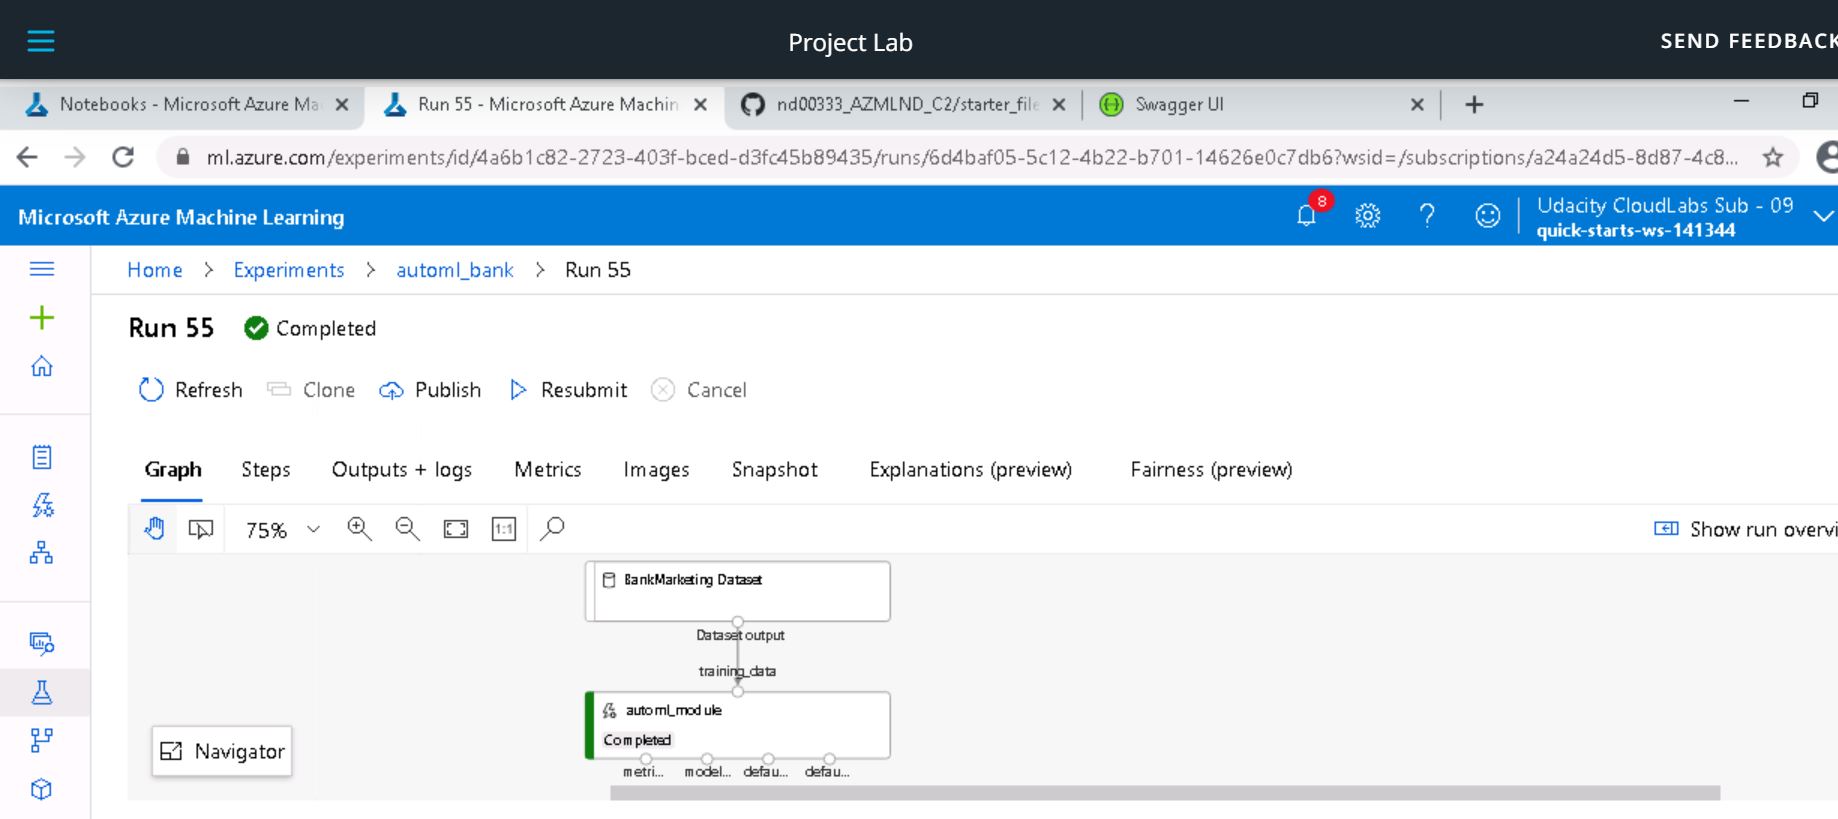 Project Lab
SEND FEEDBACK
Notebooks - Microsoft Azure Ma
Run 55 - Microsoft Azure Machin
nd00333_AZMLND_C2/starter_file
Swagger UI
ml.azure.com/experiments/id/4a6b1c82-2723-403f-bced-d3fc45b89435/runs/6d4baf05-5c12-4b22-b701-14626e0c7db6?wsid=/subscriptions/a24a24d5-8d87-4c8...
Microsoft Azure Machine Learning
8
Udacity CloudLabs Sub - 09
quick-starts-ws-141344
Home > Experiments > automl_bank > Run 55
Run 55 Completed
Refresh Clone Publish Resubmit Cancel
Graph Steps Outputs + logs Metrics Images Snapshot Explanations (preview) Fairness (preview)
75% 1:1
Show run overvi
BankMarketing Dataset
Dataset output
training_data
automl_module
Completed
metri... model... defau... defau...
Navigator